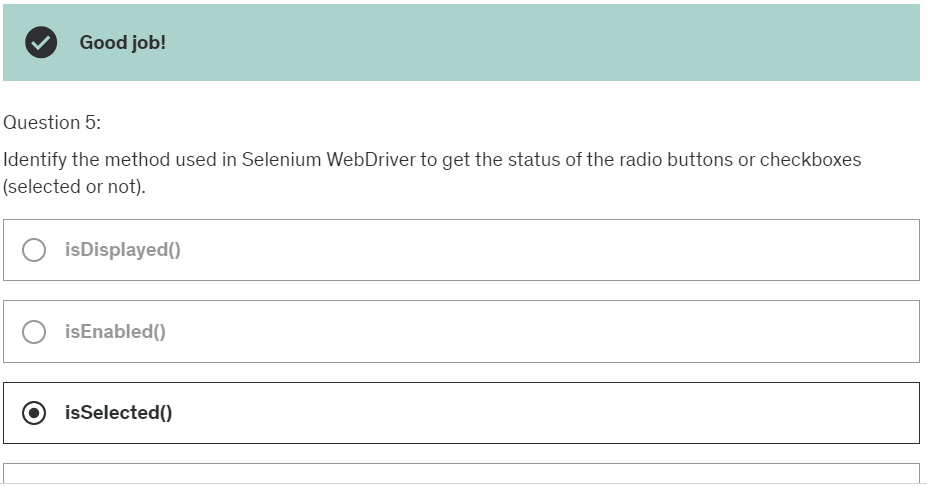 Good job!
Question 5:
Identify the method used in Selenium WebDriver to get the status of the radio buttons or checkboxes
(selected or not).
isDisplayed()
isEnabled()
isSelected()